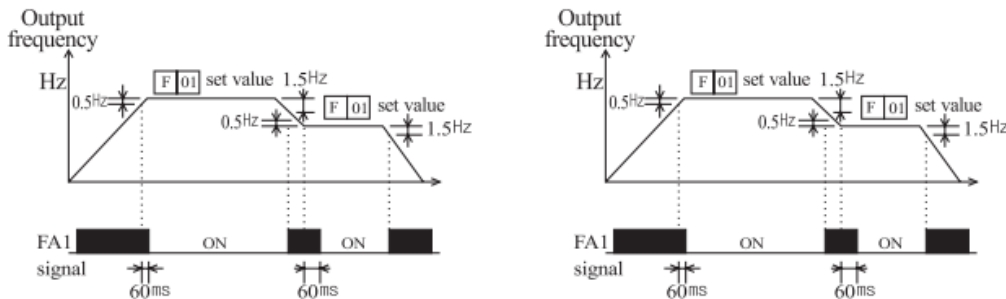 Output
frequency
Hz
0.5Hz
F 01 set value 1.5Hz
F 01 set value
0.5Hz
1.5Hz
FA1
signal
ON
ON
60ms
60ms
Output
frequency
Hz
0.5Hz
F 01 set value 1.5Hz
F 01 set value
0.5Hz
1.5Hz
FA1
signal
ON
ON
60ms
60ms